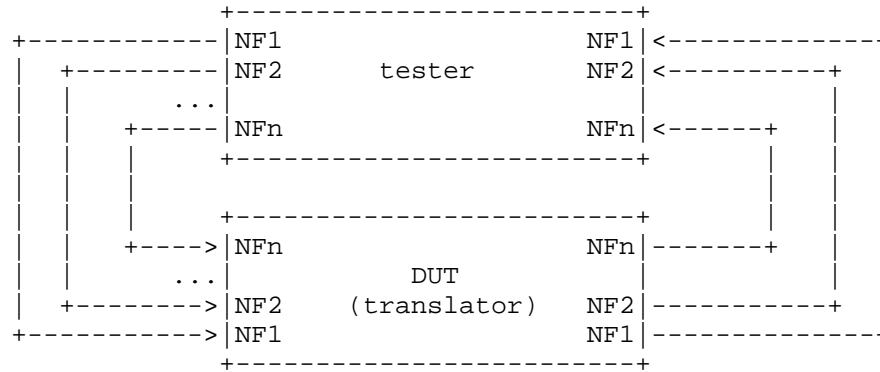 NF1 NF1
NF2 tester NF2
...
NFn NFn
NFn NFn
... DUT
NF2 (translator) NF2
NF1 NF1